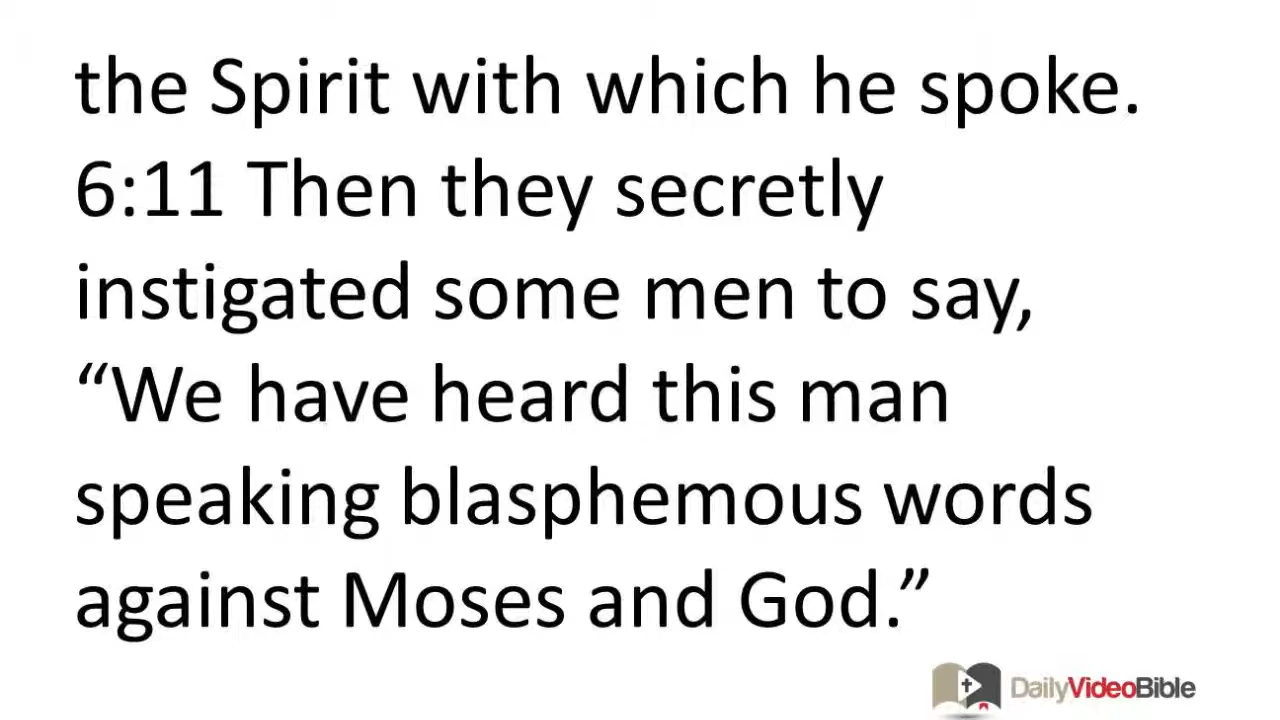 the Spirit with which he spoke.
6:11 Then they secretly
instigated some men to say,
“We have heard this man
speaking blasphemous words
against Moses and God.”
DailyVideoBible